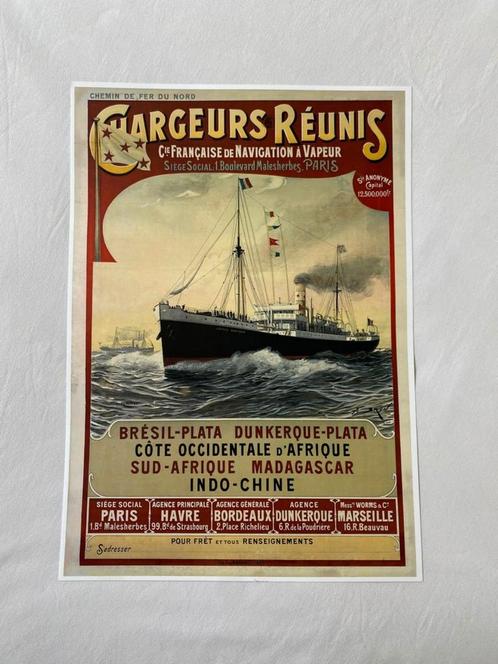 CHEMIN DE FER DU NORD
CHARGEURS RÉUNIS
CIE FRANÇAISE DE NAVIGATION À VAPEUR
SIÈGE SOCIAL, 1, Boulevard Malesherbes, PARIS
Sté ANONYME
Capital
12,500,000 fr
BRÉSIL-PLATA DUNKERQUE-PLATA
CÔTE OCCIDENTALE D'AFRIQUE
SUD-AFRIQUE MADAGASCAR
INDO-CHINE
SIÈGE SOCIAL
PARIS
1.Bd Malesherbes
AGENCE PRINCIPALE
HAVRE
99.Bd de Strasbourg
AGENCE GÉNÉRALE
BORDEAUX
2.Place Richelieu
AGENCE
DUNKERQUE
6.R.de la Poudrière
Messrs WORMS & Cie
MARSEILLE
16.R.Beauvau
POUR FRÊT ET TOUS RENSEIGNEMENTS
S'adresser